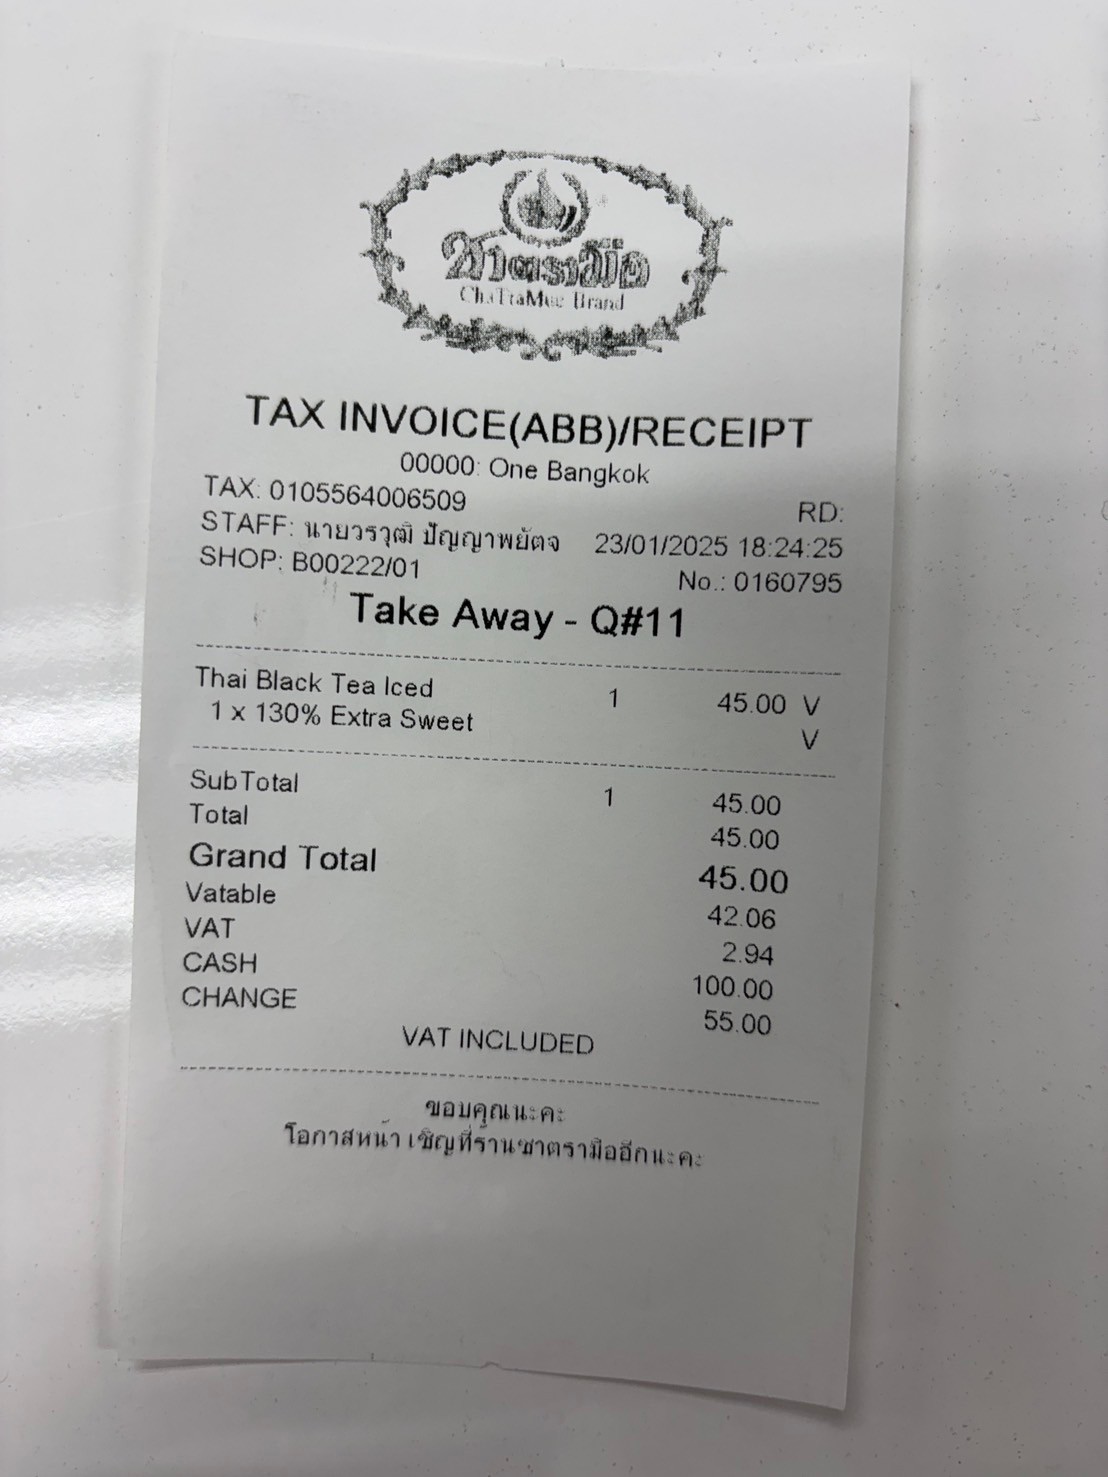 ชาตรามือ
ChaTraMue Brand
TAX INVOICE(ABB)/RECEIPT
00000: One Bangkok
TAX: 0105564006509 RD:
STAFF: นายวรวุฒิ ปัญญาพยัตจ 23/01/2025 18:24:25
SHOP: B00222/01 No.: 0160795
Take Away - Q#11
Thai Black Tea Iced 1 45.00 V
1 x 130% Extra Sweet V
SubTotal 1 45.00
Total 45.00
Grand Total 45.00
Vatable 42.06
VAT 2.94
CASH 100.00
CHANGE 55.00
VAT INCLUDED
ขอบคุณนะคะ
โอกาสหน้า เชิญที่ร้านชาตรามืออีกนะคะ